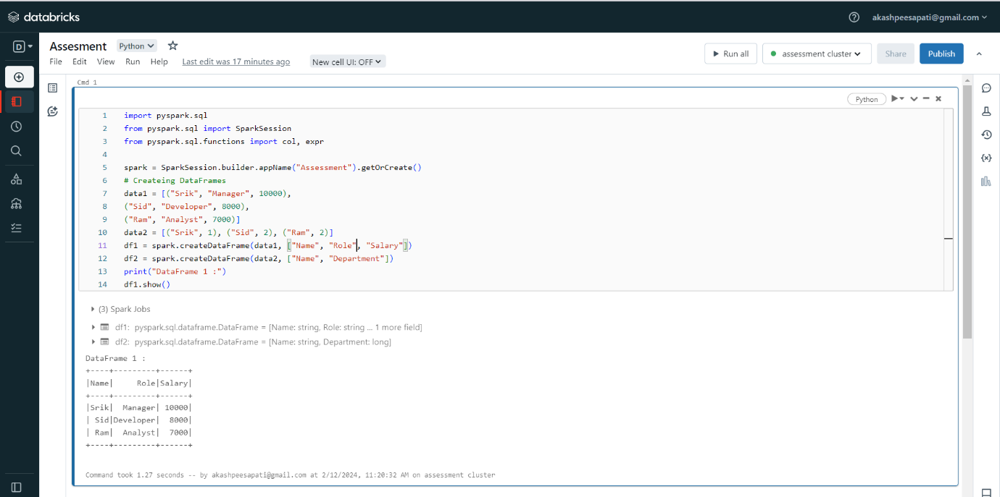 databricks
akashpeesapati@gmail.com
D
Assesment Python
File Edit View Run Help Last edit was 17 minutes ago New cell UI: OFF
Run all assessment cluster Share Publish
Cmd 1
Python
1 import pyspark.sql
2 from pyspark.sql import SparkSession
3 from pyspark.sql.functions import col, expr
4
5 spark = SparkSession.builder.appName("Assessment").getOrCreate()
6 # Createing DataFrames
7 data1 = [("Srik", "Manager", 10000),
8 ("Sid", "Developer", 8000),
9 ("Ram", "Analyst", 7000)]
10 data2 = [("Srik", 1), ("Sid", 2), ("Ram", 2)]
11 df1 = spark.createDataFrame(data1, ["Name", "Role", "Salary"])
12 df2 = spark.createDataFrame(data2, ["Name", "Department"])
13 print("DataFrame 1 :")
14 df1.show()
(3) Spark Jobs
df1: pyspark.sql.dataframe.DataFrame = [Name: string, Role: string ... 1 more field]
df2: pyspark.sql.dataframe.DataFrame = [Name: string, Department: long]
DataFrame 1 :
+----+---------+------+
|Name|     Role|Salary|
+----+---------+------+
|Srik|  Manager| 10000|
| Sid|Developer|  8000|
| Ram|  Analyst|  7000|
+----+---------+------+
Command took 1.27 seconds -- by akashpeesapati@gmail.com at 2/12/2024, 11:20:32 AM on assessment cluster